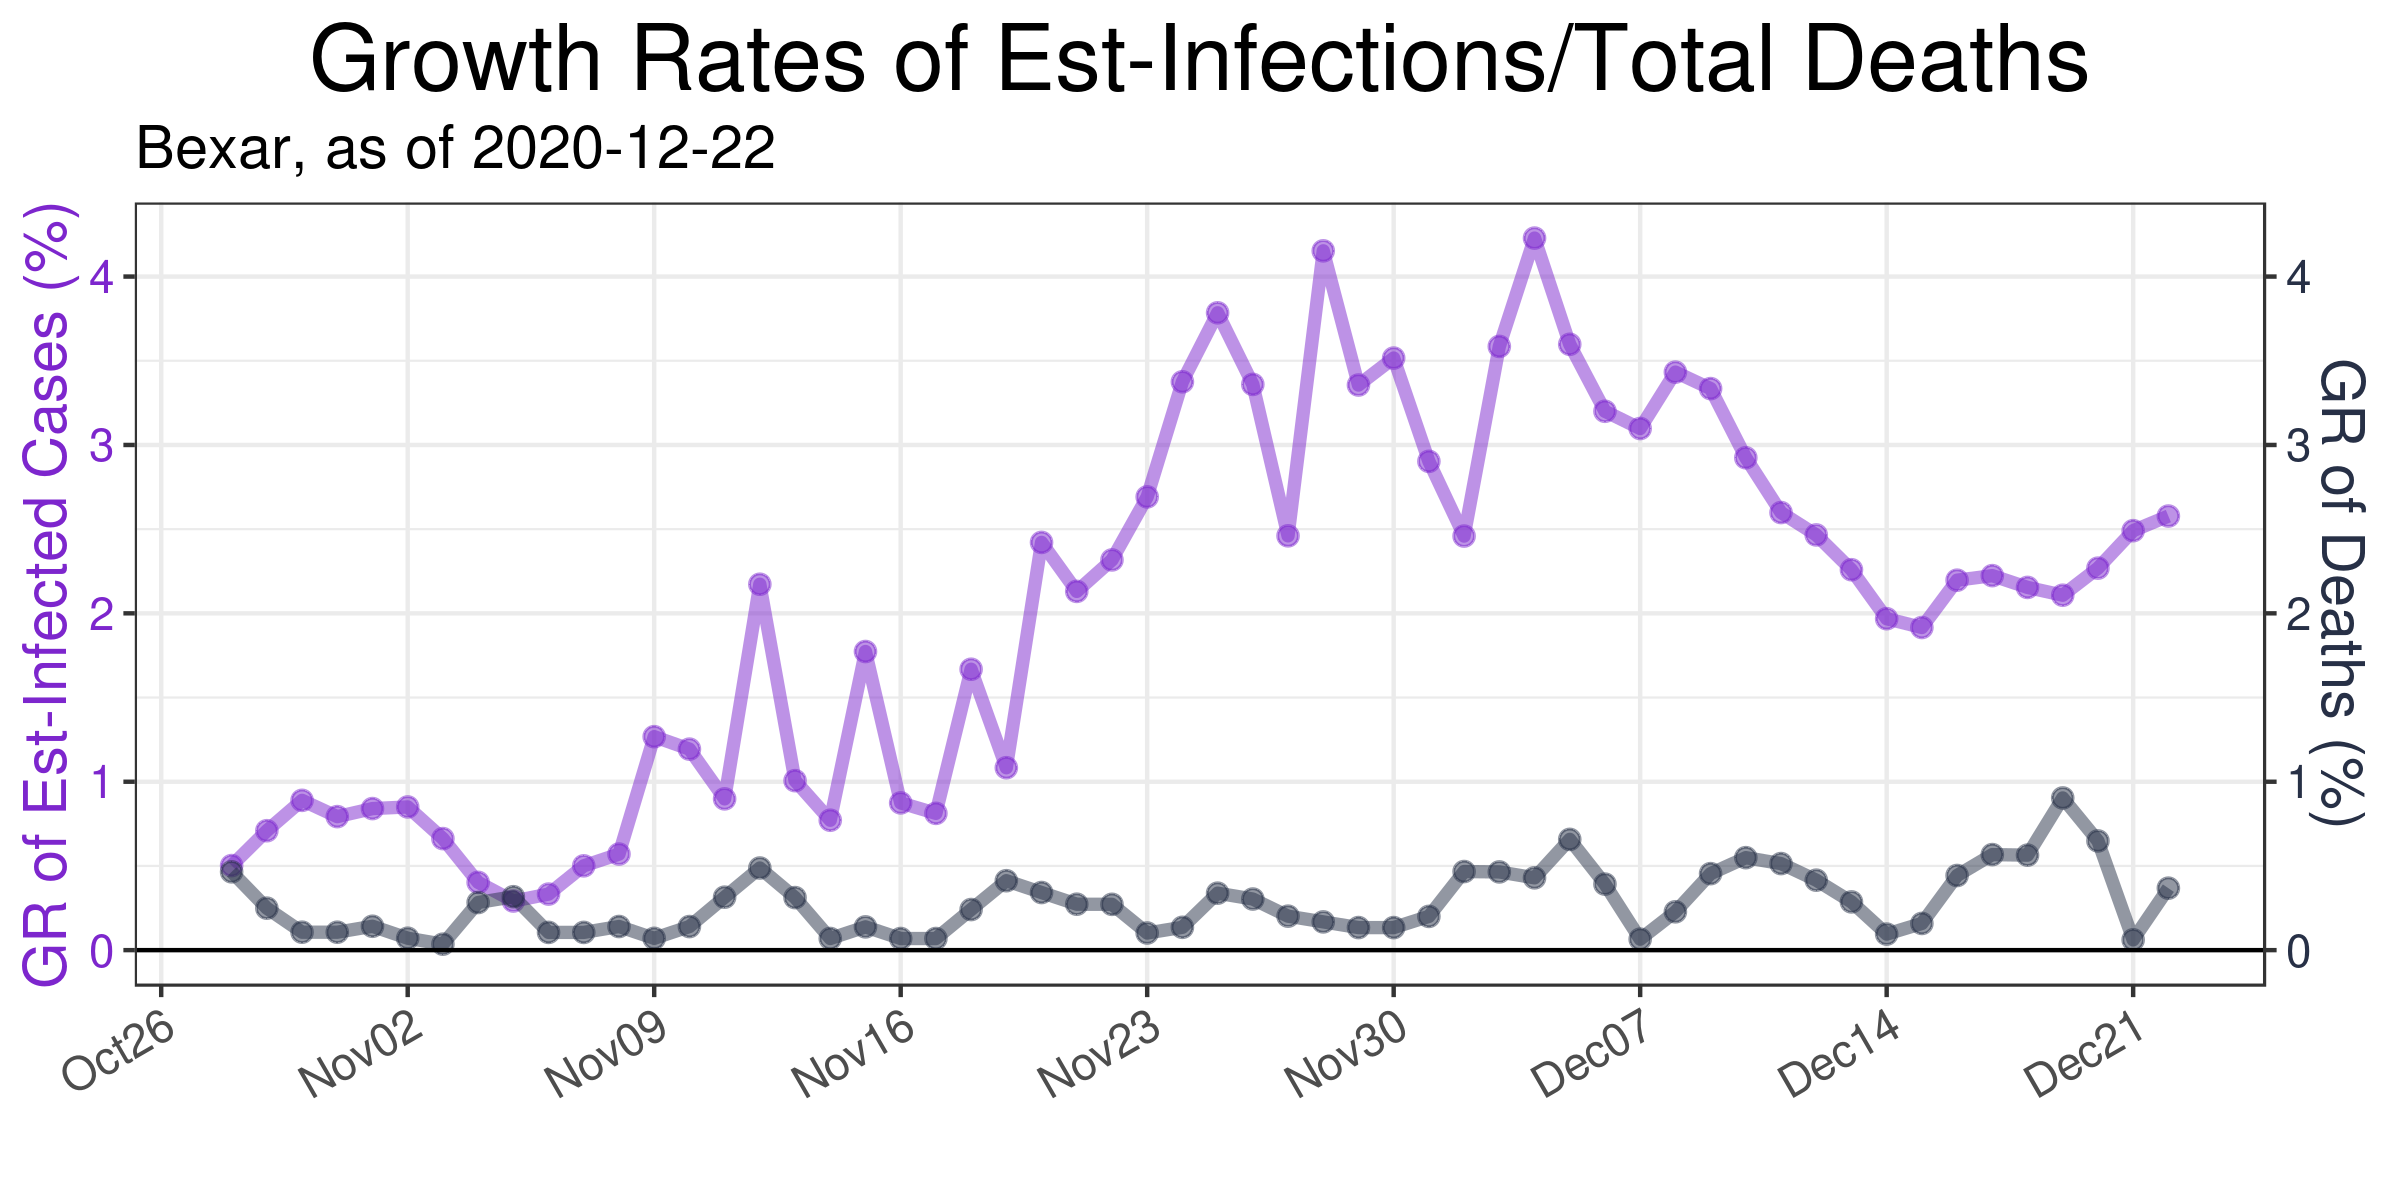 Growth Rates of Est-Infections/Total Deaths
Bexar, as of 2020-12-22
GR of Est-Infected Cases (%)
4
3
2
1
0
4
3
2
1
0
GR of Deaths (%)
Oct26
Nov02
Nov09
Nov16
Nov23
Nov30
Dec07
Dec14
Dec21